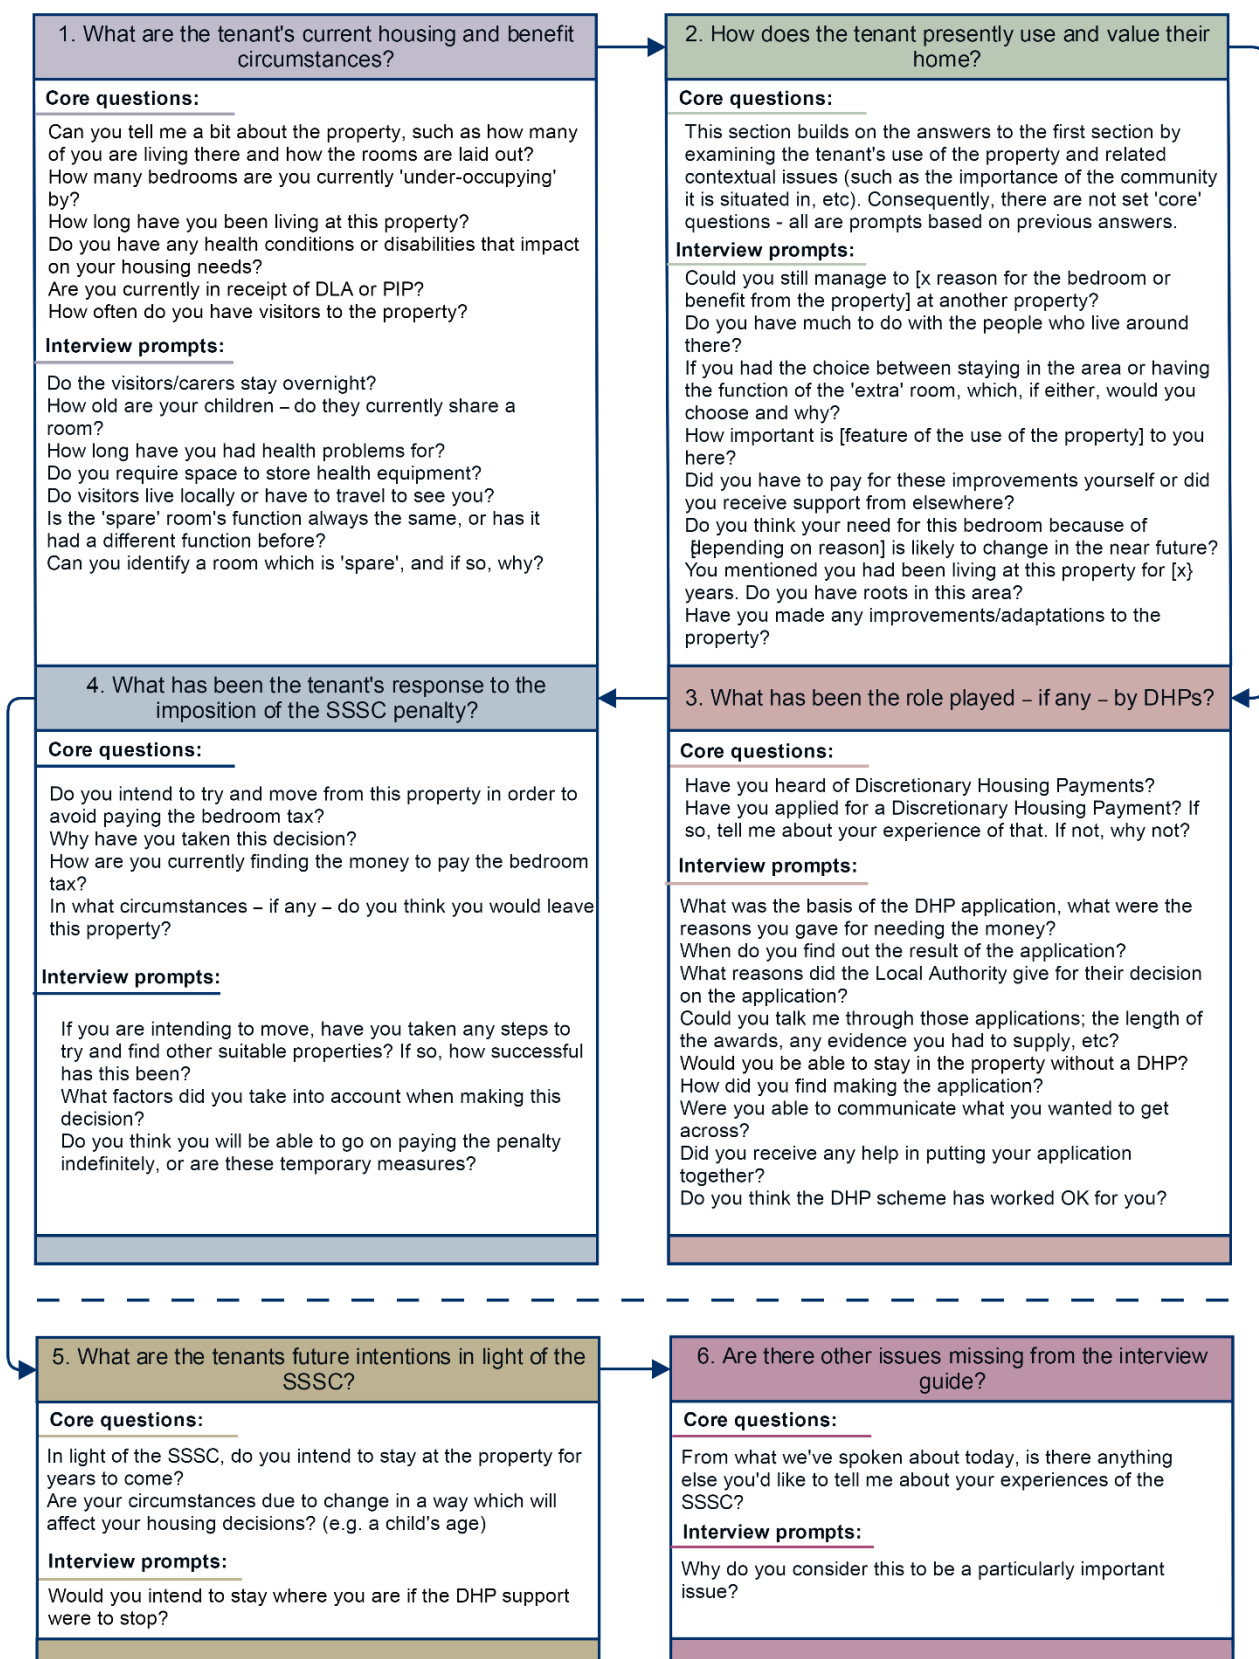 1. What are the tenant's current housing and benefit
circumstances?
Core questions:
Can you tell me a bit about the property, such as how many
of you are living there and how the rooms are laid out?
How many bedrooms are you currently 'under-occupying'
by?
How long have you been living at this property?
Do you have any health conditions or disabilities that impact
on your housing needs?
Are you currently in receipt of DLA or PIP?
How often do you have visitors to the property?
Interview prompts:
Do the visitors/carers stay overnight?
How old are your children – do they currently share a
room?
How long have you had health problems for?
Do you require space to store health equipment?
Do visitors live locally or have to travel to see you?
Is the 'spare' room's function always the same, or has it
had a different function before?
Can you identify a room which is 'spare', and if so, why?
2. How does the tenant presently use and value their
home?
Core questions:
This section builds on the answers to the first section by
examining the tenant's use of the property and related
contextual issues (such as the importance of the community
it is situated in, etc). Consequently, there are not set 'core'
questions - all are prompts based on previous answers.
Interview prompts:
Could you still manage to [x reason for the bedroom or
benefit from the property] at another property?
Do you have much to do with the people who live around
there?
If you had the choice between staying in the area or having
the function of the 'extra' room, which, if either, would you
choose and why?
How important is [feature of the use of the property] to you
here?
Did you have to pay for these improvements yourself or did
you receive support from elsewhere?
Do you think your need for this bedroom because of
[depending on reason] is likely to change in the near future?
You mentioned you had been living at this property for [x}
years. Do you have roots in this area?
Have you made any improvements/adaptations to the
property?
3. What has been the role played – if any – by DHPs?
Core questions:
Have you heard of Discretionary Housing Payments?
Have you applied for a Discretionary Housing Payment? If
so, tell me about your experience of that. If not, why not?
Interview prompts:
What was the basis of the DHP application, what were the
reasons you gave for needing the money?
When do you find out the result of the application?
What reasons did the Local Authority give for their decision
on the application?
Could you talk me through those applications; the length of
the awards, any evidence you had to supply, etc?
Would you be able to stay in the property without a DHP?
How did you find making the application?
Were you able to communicate what you wanted to get
across?
Did you receive any help in putting your application
together?
Do you think the DHP scheme has worked OK for you?
4. What has been the tenant's response to the
imposition of the SSSC penalty?
Core questions:
Do you intend to try and move from this property in order to
avoid paying the bedroom tax?
Why have you taken this decision?
How are you currently finding the money to pay the bedroom
tax?
In what circumstances – if any – do you think you would leave
this property?
Interview prompts:
If you are intending to move, have you taken any steps to
try and find other suitable properties? If so, how successful
has this been?
What factors did you take into account when making this
decision?
Do you think you will be able to go on paying the penalty
indefinitely, or are these temporary measures?
5. What are the tenants future intentions in light of the
SSSC?
Core questions:
In light of the SSSC, do you intend to stay at the property for
years to come?
Are your circumstances due to change in a way which will
affect your housing decisions? (e.g. a child's age)
Interview prompts:
Would you intend to stay where you are if the DHP support
were to stop?
6. Are there other issues missing from the interview
guide?
Core questions:
From what we've spoken about today, is there anything
else you'd like to tell me about your experiences of the
SSSC?
Interview prompts:
Why do you consider this to be a particularly important
issue?